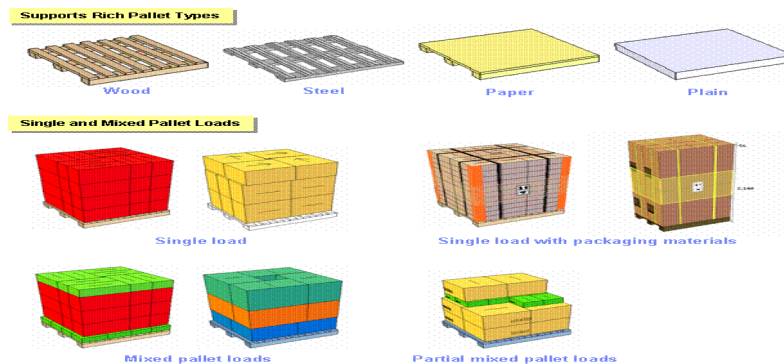 Supports Rich Pallet Types
Wood
Steel
Paper
Plain
Single and Mixed Pallet Loads
Single load
Single load with packaging materials
Mixed pallet loads
Partial mixed pallet loads